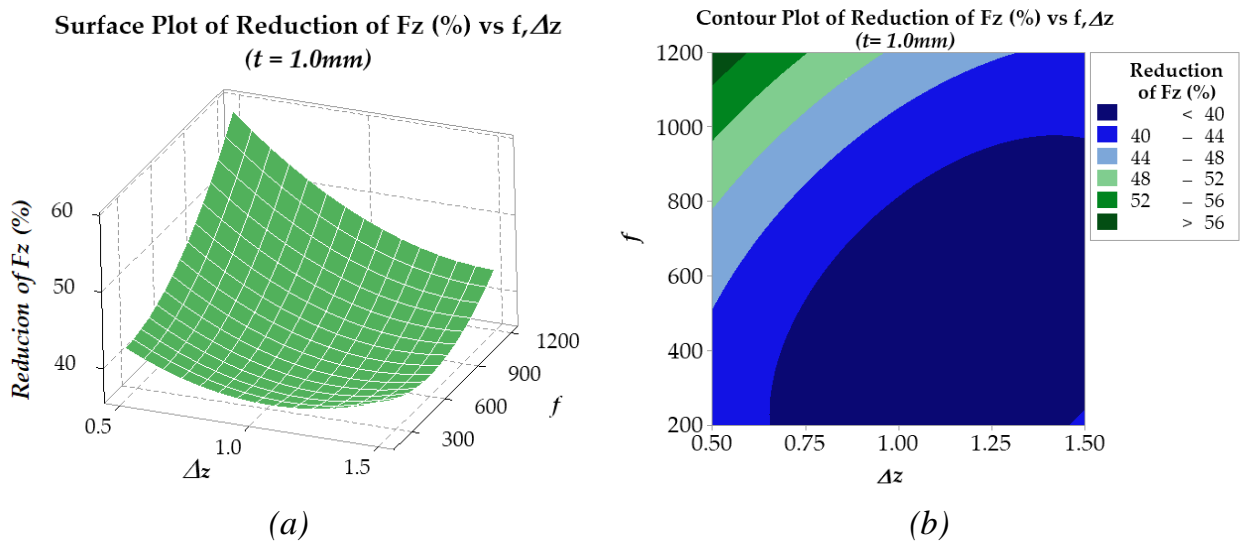 Surface Plot of Reduction of Fz (%) vs f,Δz
(t = 1.0mm)
Reducion of Fz (%)
60
50
40
0.5
1.0
1.5
Δz
300
600
900
1200
f
(a)
Contour Plot of Reduction of Fz (%) vs f,Δz
(t= 1.0mm)
1200
1000
800
600
400
200
f
0.50
0.75
1.00
1.25
1.50
Δz
Reduction
of Fz (%)
< 40
40 – 44
44 – 48
48 – 52
52 – 56
> 56
(b)